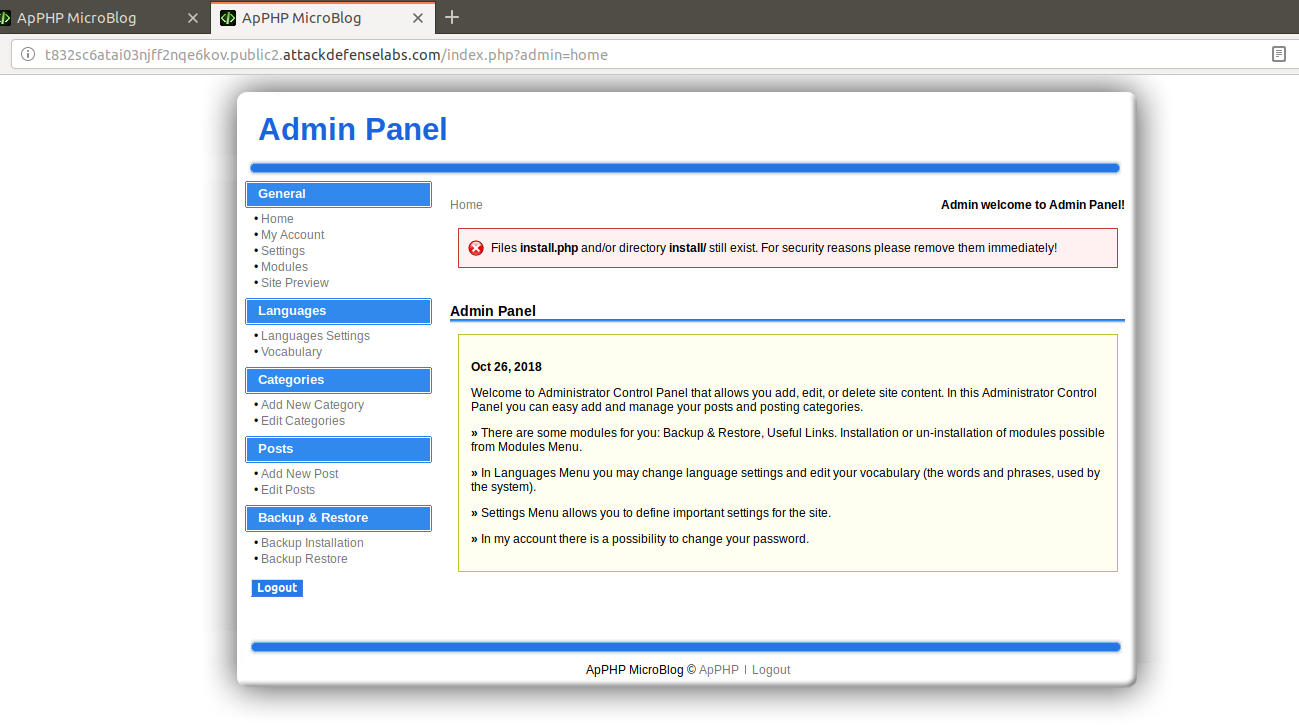 ApPHP MicroBlog
ApPHP MicroBlog
t832sc6atai03njff2nqe6kov.public2.attackdefenselabs.com/index.php?admin=home
Admin Panel
General
• Home
• My Account
• Settings
• Modules
• Site Preview
Languages
• Languages Settings
• Vocabulary
Categories
• Add New Category
• Edit Categories
Posts
• Add New Post
• Edit Posts
Backup & Restore
• Backup Installation
• Backup Restore
Logout
Home
Admin welcome to Admin Panel!
Files install.php and/or directory install/ still exist. For security reasons please remove them immediately!
Admin Panel
Oct 26, 2018
Welcome to Administrator Control Panel that allows you add, edit, or delete site content. In this Administrator Control
Panel you can easy add and manage your posts and posting categories.
» There are some modules for you: Backup & Restore, Useful Links. Installation or un-installation of modules possible
from Modules Menu.
» In Languages Menu you may change language settings and edit your vocabulary (the words and phrases, used by
the system).
» Settings Menu allows you to define important settings for the site.
» In my account there is a possibility to change your password.
ApPHP MicroBlog © ApPHP | Logout